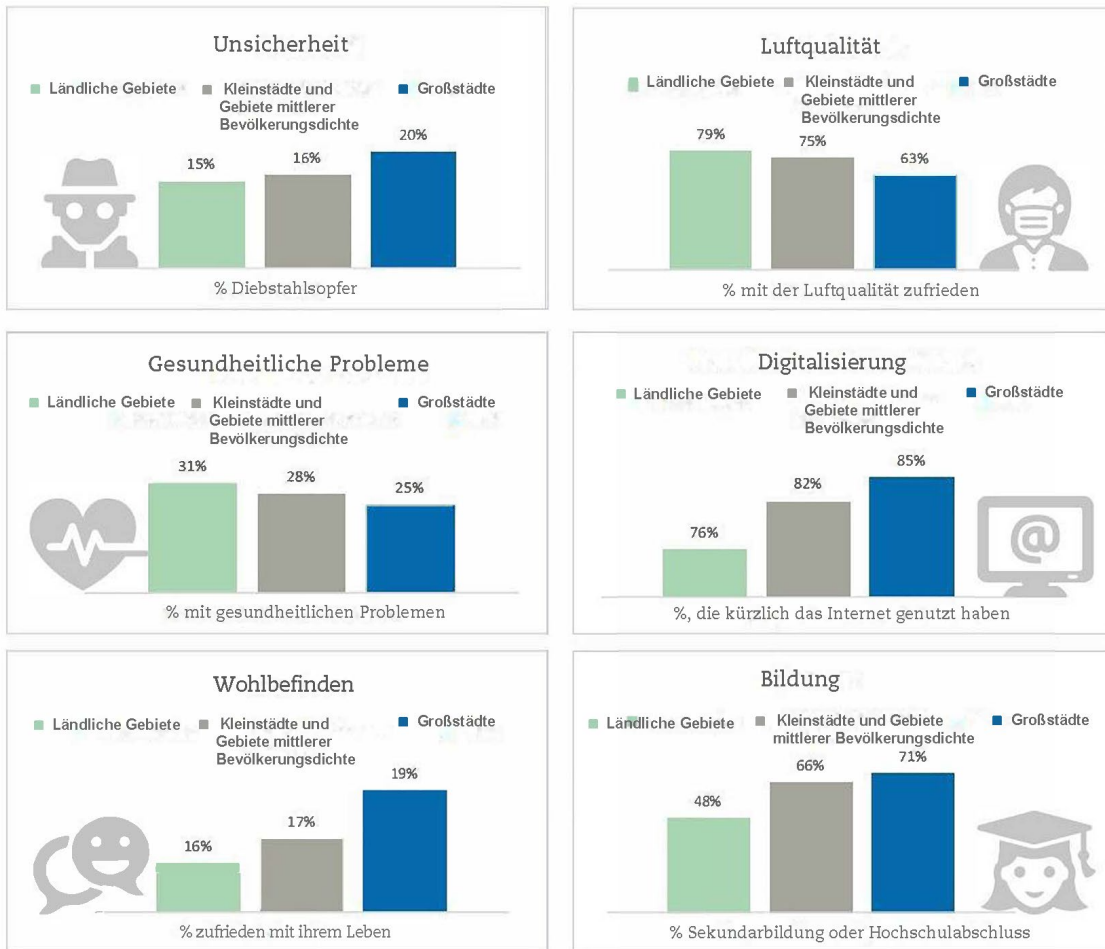 Unsicherheit
Ländliche Gebiete
Kleinstädte und
Gebiete mittlerer
Bevölkerungsdichte
Großstädte
15%
16%
20%
% Diebstahlsopfer
Luftqualität
Ländliche Gebiete
Kleinstädte und
Gebiete mittlerer
Bevölkerungsdichte
Großstädte
79%
75%
63%
% mit der Luftqualität zufrieden
Gesundheitliche Probleme
Ländliche Gebiete
Kleinstädte und
Gebiete mittlerer
Bevölkerungsdichte
Großstädte
31%
28%
25%
% mit gesundheitlichen Problemen
Digitalisierung
Ländliche Gebiete
Kleinstädte und
Gebiete mittlerer
Bevölkerungsdichte
Großstädte
76%
82%
85%
@
%, die kürzlich das Internet genutzt haben
Wohlbefinden
Ländliche Gebiete
Kleinstädte und
Gebiete mittlerer
Bevölkerungsdichte
Großstädte
16%
17%
19%
% zufrieden mit ihrem Leben
Bildung
Ländliche Gebiete
Kleinstädte und Gebiete
mittlerer Bevölkerungsdichte
Großstädte
48%
66%
71%
% Sekundarbildung oder Hochschulabschluss